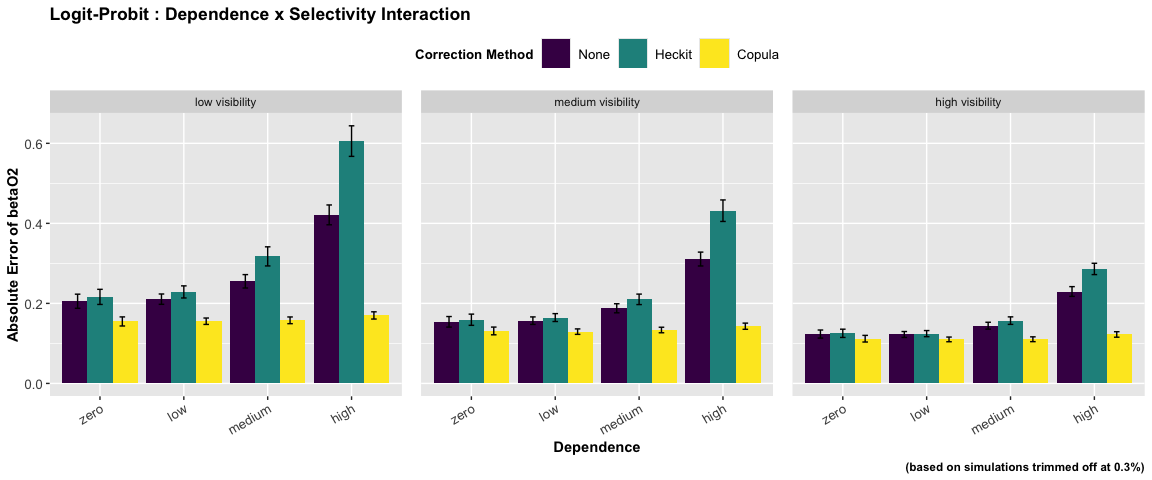 Logit-Probit : Dependence x Selectivity Interaction
Correction Method None Heckit Copula
low visibility medium visibility high visibility
Absolute Error of betaO2
0.6
0.4
0.2
0.0
zero low medium high zero low medium high zero low medium high
Dependence
(based on simulations trimmed off at 0.3%)